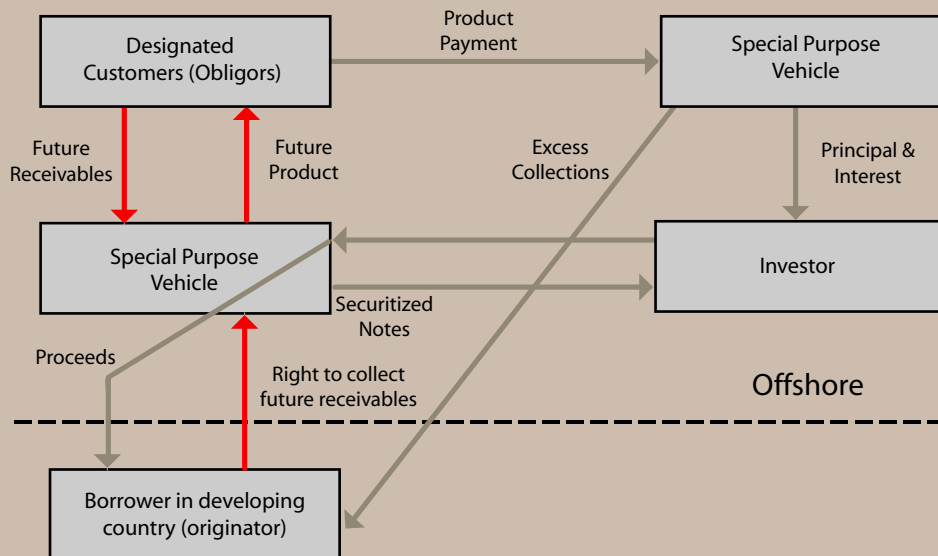 Designated
Customers (Obligors)
Product
Payment
Special Purpose
Vehicle
Future
Receivables
Future
Product
Excess
Collections
Principal &
Interest
Special Purpose
Vehicle
Investor
Securitized
Notes
Proceeds
Right to collect
future receivables
Offshore
Borrower in developing
country (originator)